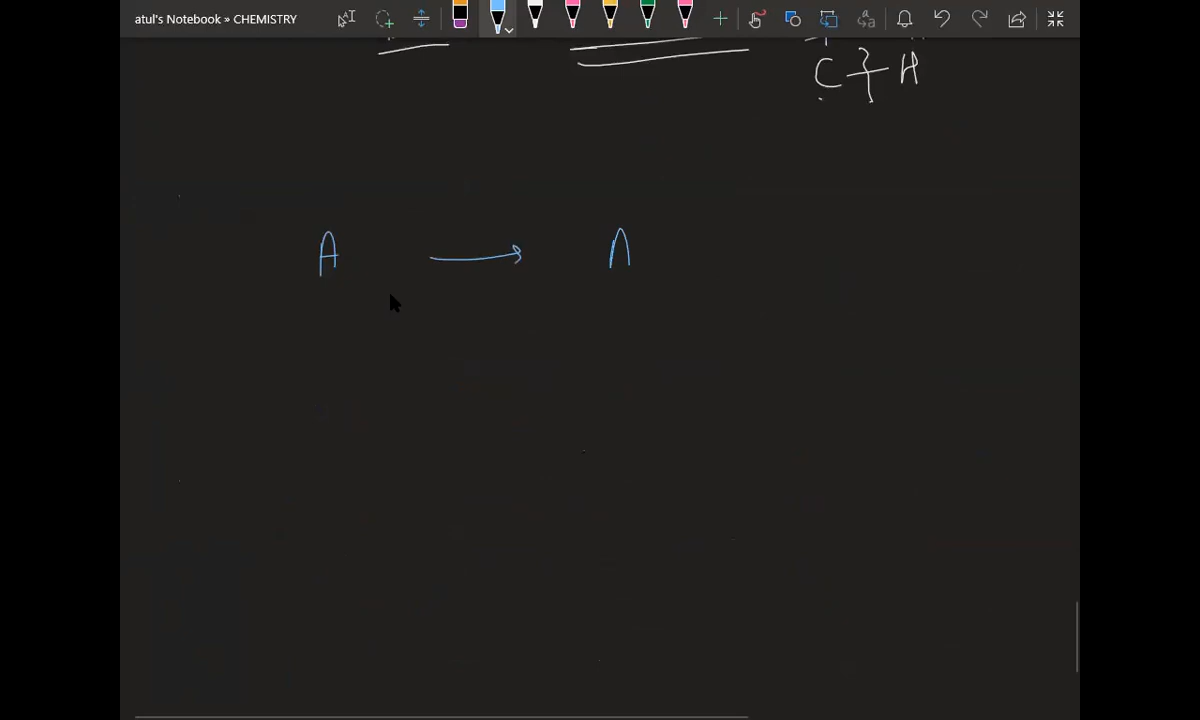 atul's Notebook » CHEMISTRY
C H
A → A